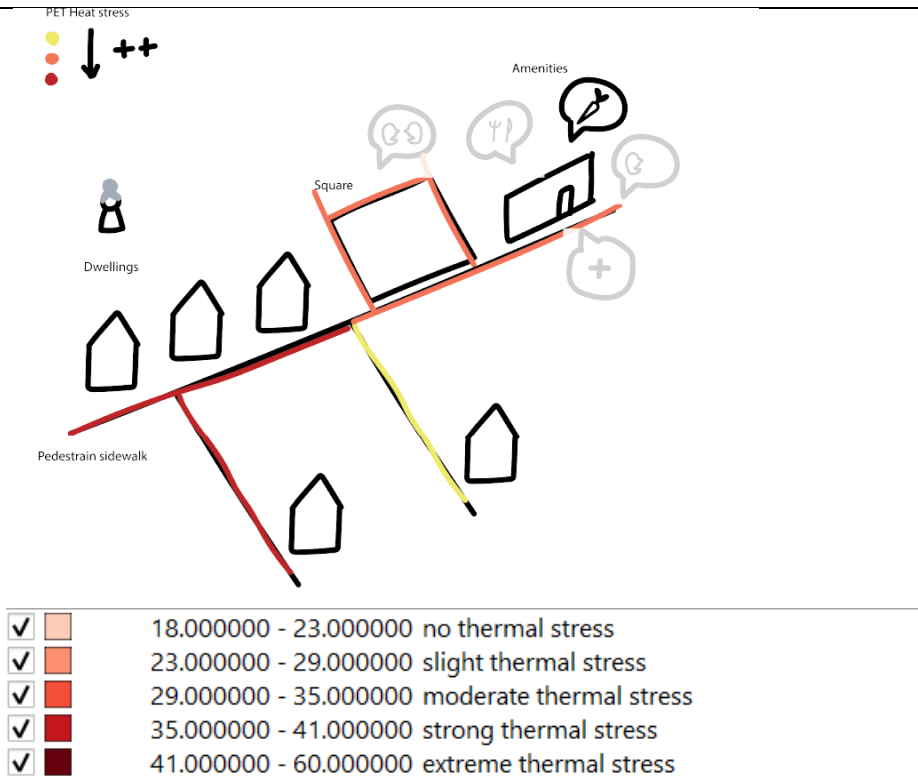 PET Heat stress
++
Amenities
Square
Dwellings
Pedestrain sidewalk
18.000000 - 23.000000 no thermal stress
23.000000 - 29.000000 slight thermal stress
29.000000 - 35.000000 moderate thermal stress
35.000000 - 41.000000 strong thermal stress
41.000000 - 60.000000 extreme thermal stress